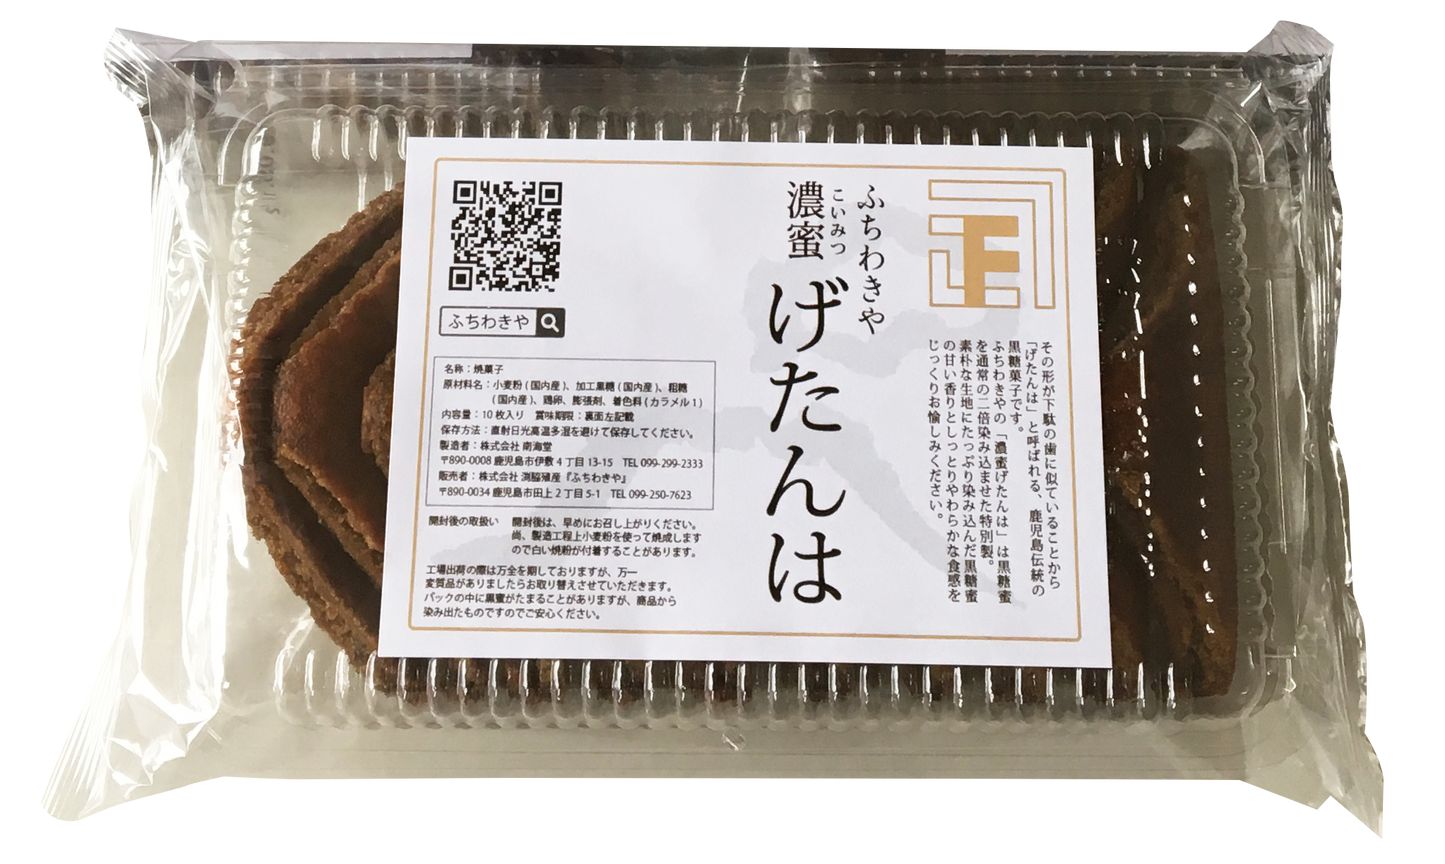 ふちわきや
こいみつ
濃蜜
げたんは
その形が下駄の歯に似ていることから
「げたんは」と呼ばれる、鹿児島伝統の
黒糖菓子です。
ふちわきやの「濃蜜げたんは」は黒糖蜜
を通常の二倍染み込ませた特別製。
素朴な生地にたっぷり染み込んだ黒糖蜜
の甘い香りとしっとりやわらかな食感を
じっくりお愉しみください。
ふちわきや
名称：焼菓子
原材料名：小麦粉(国内産)、加工黒糖(国内産)、粗糖
(国内産)、鶏卵、膨張剤、着色料(カラメル1)
内容量：10枚入り 賞味期限：裏面左記載
保存方法：直射日光高温多湿を避けて保存してください。
製造者：株式会社 南海堂
〒890-0008 鹿児島市伊敷4丁目13-15 TEL 099-299-2333
販売者：株式会社 渕脇殖産『ふちわきや』
〒890-0034 鹿児島市田上2丁目5-1 TEL 099-250-7623
開封後の取扱い 開封後は、早めにお召し上がりください。
尚、製造工程上小麦粉を使って焼成します
ので白い焼粉が付着することがあります。
工場出荷の際は万全を期しておりますが、万一
変質品がありましたらお取り替えさせていただきます。
パックの中に黒蜜がたまることがありますが、商品から
染み出たものですのでご安心ください。